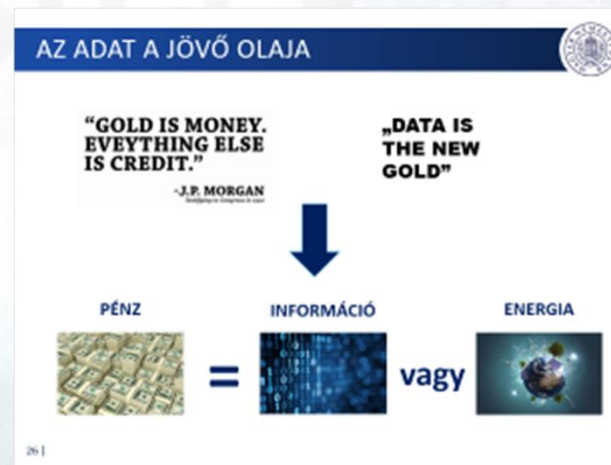 AZ ADAT A JÖVŐ OLAJA
“GOLD IS MONEY.
EVEYTHING ELSE
IS CREDIT.”
-J.P. MORGAN
„DATA IS
THE NEW
GOLD”
PÉNZ
INFORMÁCIÓ
ENERGIA
=
vagy
26 |